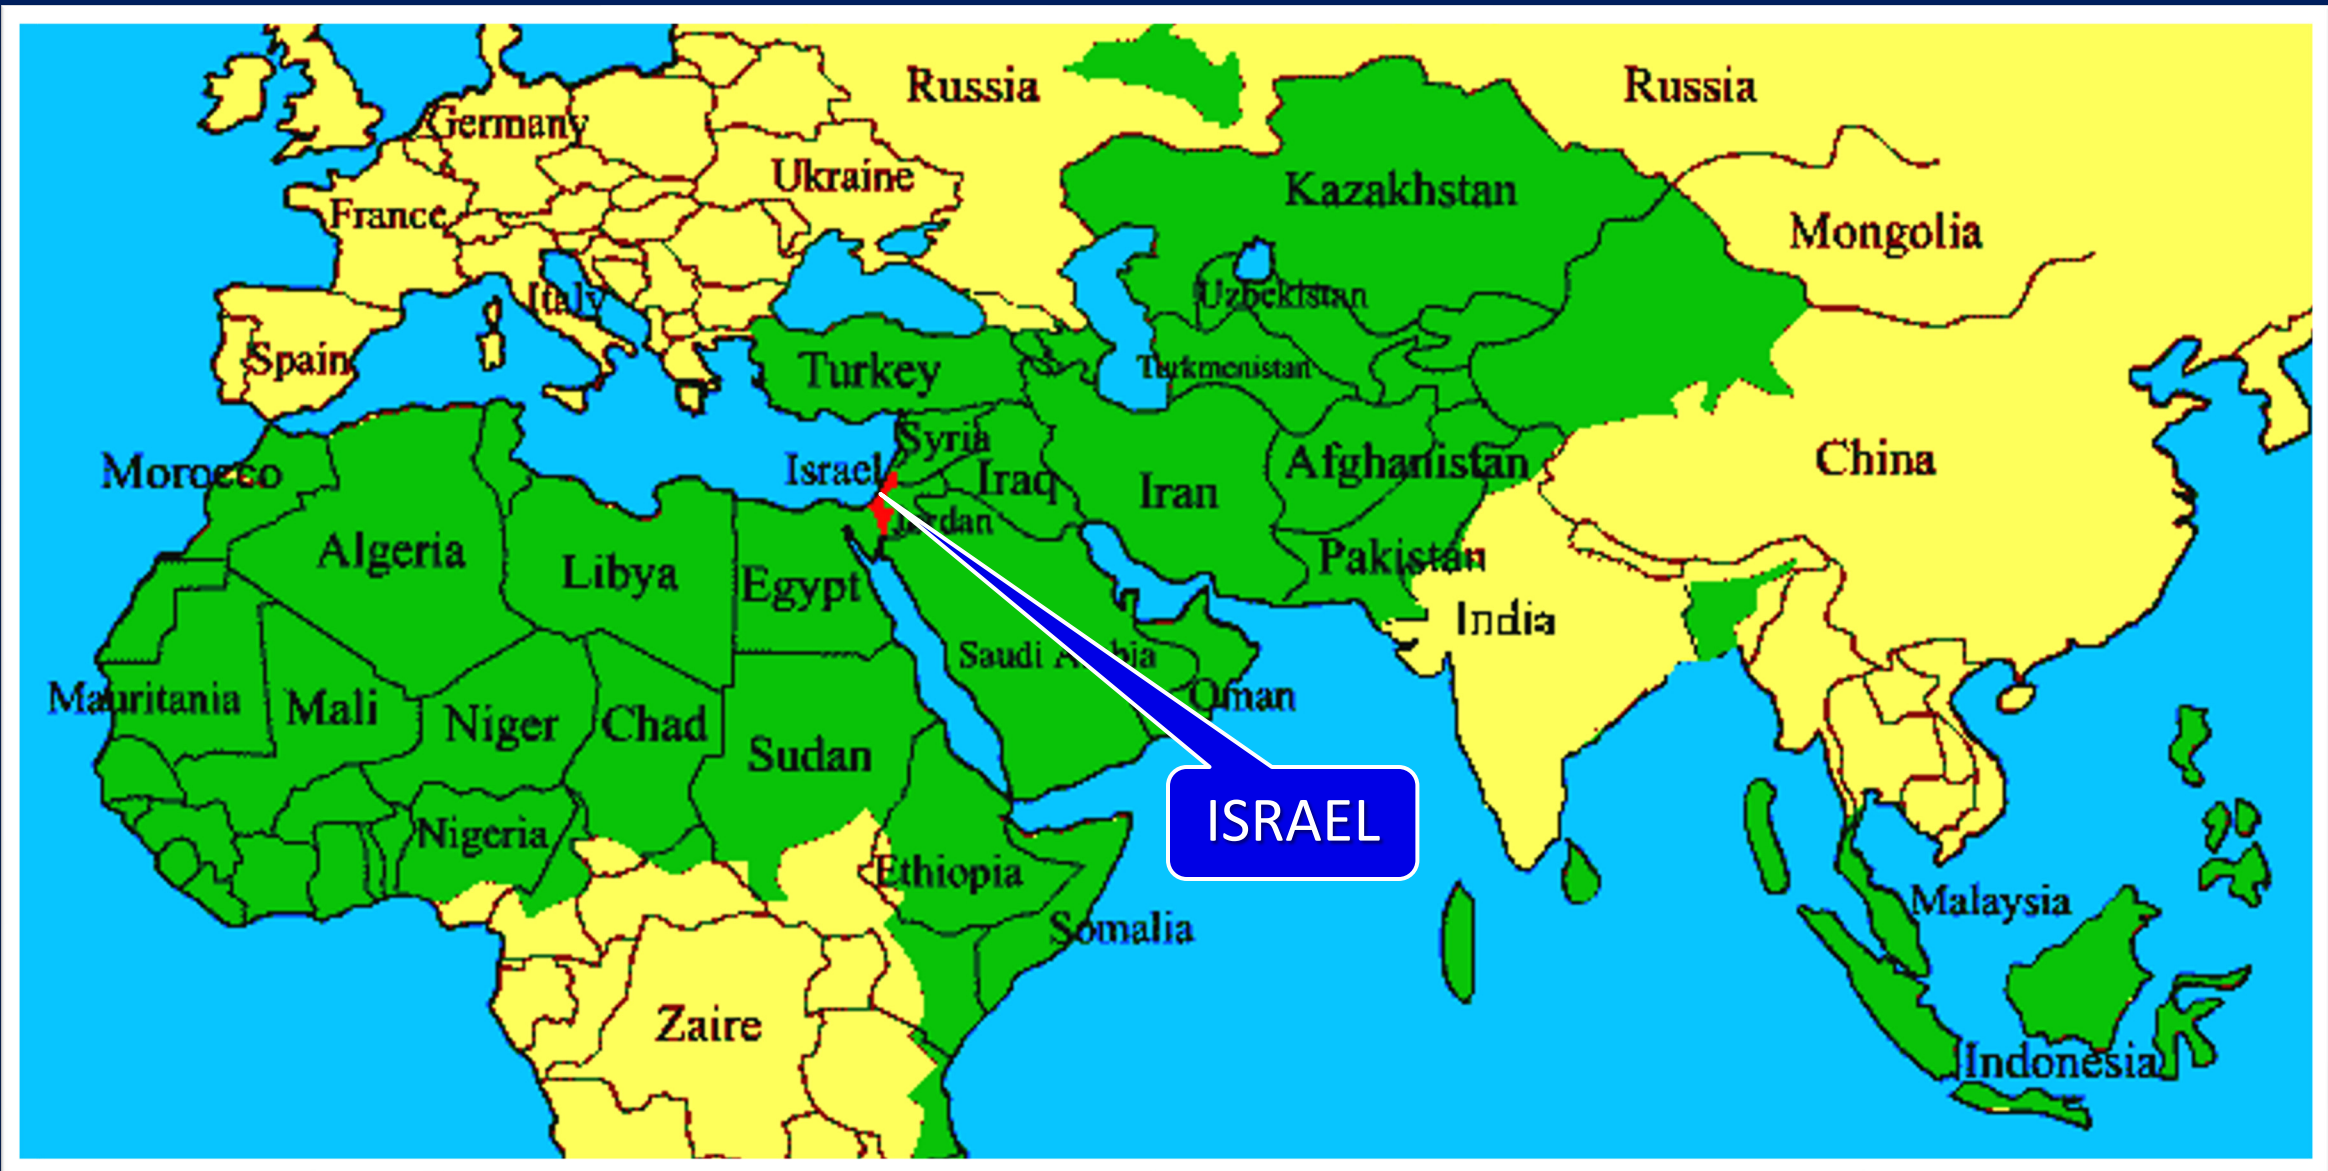 Russia
Russia
Germany
Ukraine
Kazakhstan
France
Mongolia
Italy
Uzbekistan
Spain
Turkey
Turkmenistan
Syria
China
Morocco
Israel
Iraq
Iran
Afghanistan
Jordan
Algeria
Libya
Egypt
Pakistan
India
Saudi Arabia
Mauritania
Mali
Niger
Chad
Oman
Sudan
ISRAEL
Nigeria
Ethiopia
Malaysia
Somalia
Zaire
Indonesia